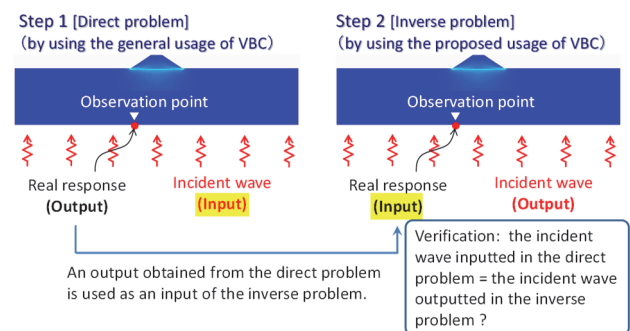 Step 1 [Direct problem]
（by using the general usage of VBC）
Observation point
Real response
(Output)
Incident wave
(Input)
Step 2 [Inverse problem]
（by using the proposed usage of VBC）
Observation point
Real response
(Input)
Incident wave
(Output)
An output obtained from the direct problem
is used as an input of the inverse problem.
Verification:  the incident
wave inputted in the direct
problem = the incident wave
outputted in the inverse
problem ?